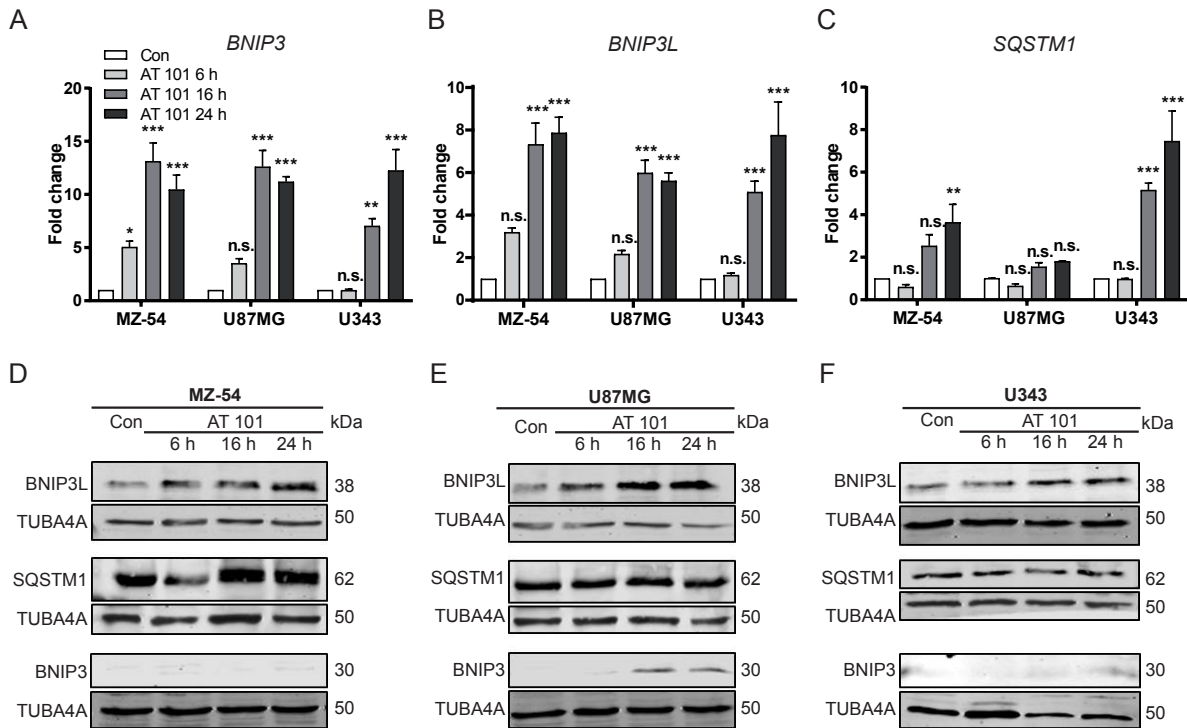 A
BNIP3
Con
AT 101 6 h
AT 101 16 h
AT 101 24 h
Fold change
20
15
10
5
0
* *** ***
n.s. *** ***
n.s. ** ***
MZ-54 U87MG U343
B
BNIP3L
Fold change
10
8
6
4
2
0
n.s. *** ***
n.s. *** ***
n.s. *** ***
MZ-54 U87MG U343
C
SQSTM1
Fold change
10
8
6
4
2
0
n.s. n.s. **
n.s. n.s. n.s.
n.s. *** ***
MZ-54 U87MG U343
D
MZ-54
Con AT 101 kDa
6 h 16 h 24 h
BNIP3L 38
TUBA4A 50
SQSTM1 62
TUBA4A 50
BNIP3 30
TUBA4A 50
E
U87MG
Con AT 101 kDa
6 h 16 h 24 h
BNIP3L 38
TUBA4A 50
SQSTM1 62
TUBA4A 50
BNIP3 30
TUBA4A 50
F
U343
Con AT 101 kDa
6 h 16 h 24 h
BNIP3L 38
TUBA4A 50
SQSTM1 62
TUBA4A 50
BNIP3 30
TUBA4A 50